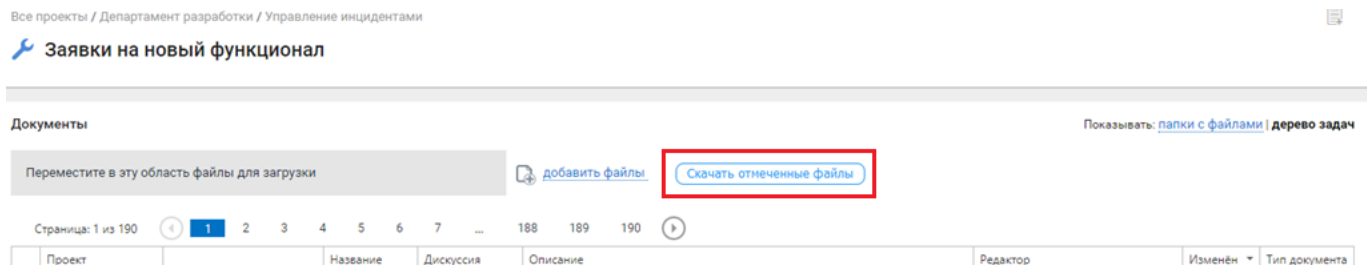 Все проекты / Департамент разработки / Управление инцидентами
Заявки на новый функционал
Документы
Показывать: папки с файлами | дерево задач
Переместите в эту область файлы для загрузки
добавить файлы
Скачать отмеченные файлы
Страница: 1 из 190 1 2 3 4 5 6 7 ... 188 189 190
Проект Название Дискуссия Описание Редактор Изменён Тип документа